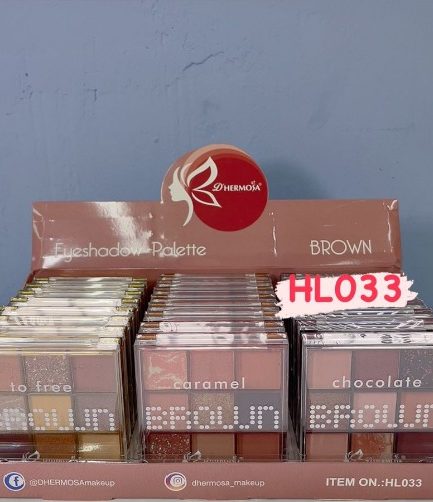 D'HERMOSA
Eyeshadow Palette
BROWN
HL033
to free
caramel
chocolate
BROWN
BROWN
BROWN
@DHERMOSAmakeup
dhermosa_makeup
ITEM ON.:HL033